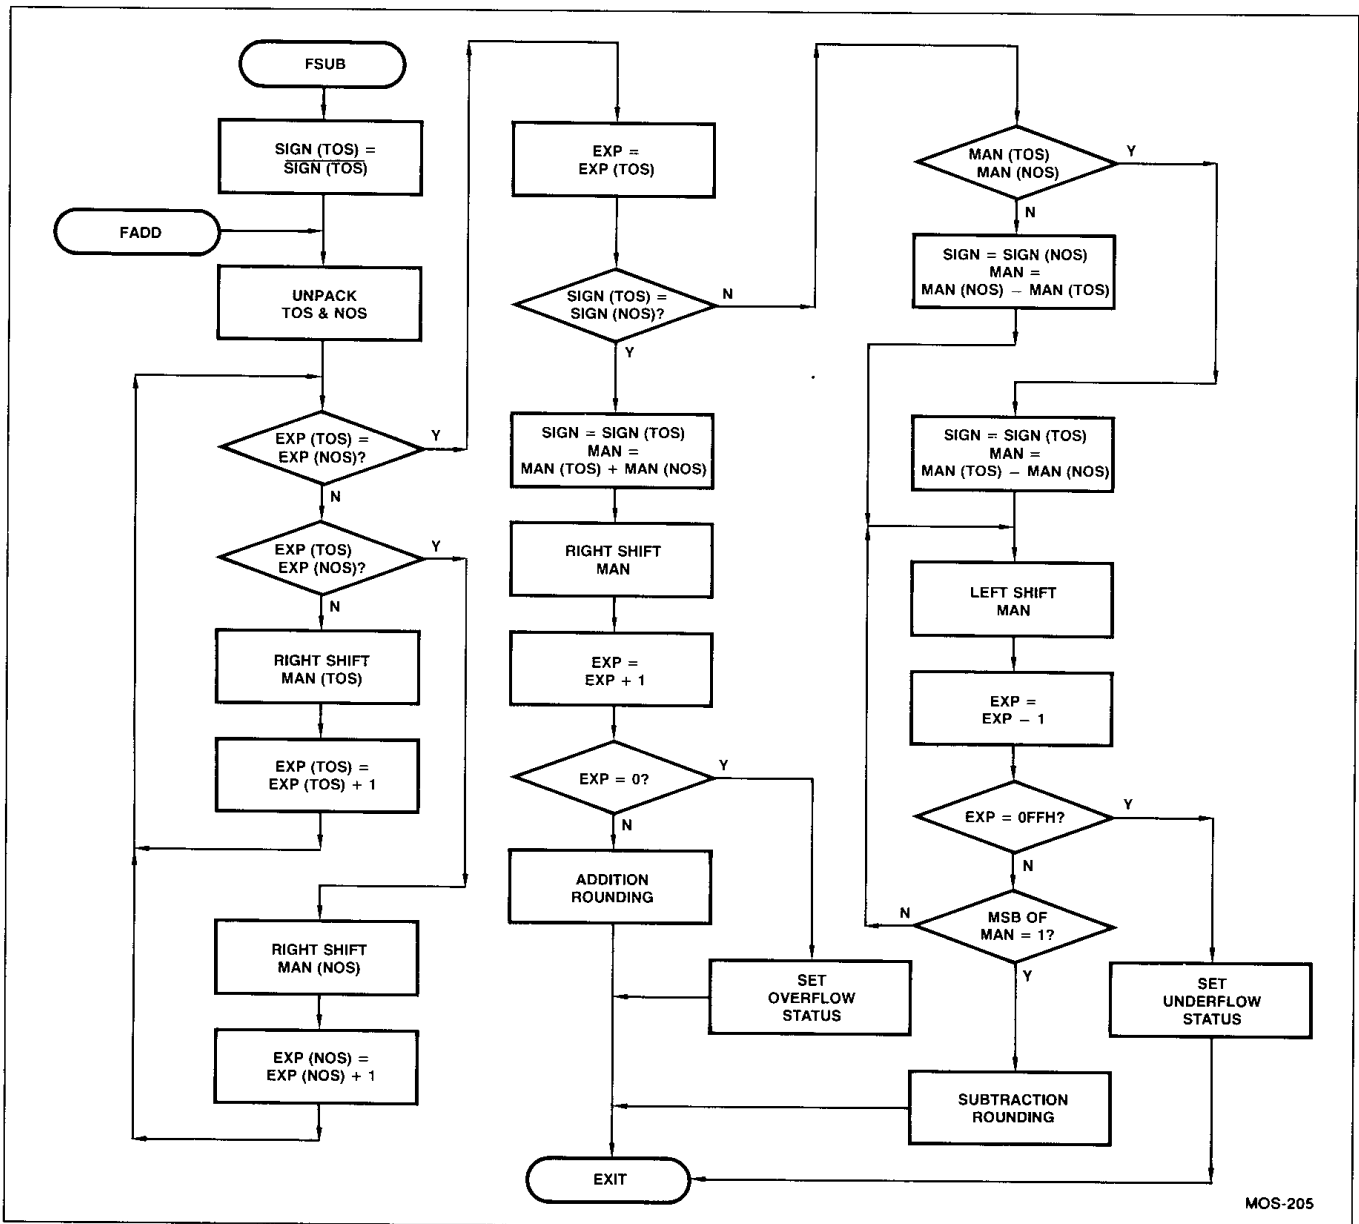 FSUB
SIGN (TOS) =
SIGN (TOS)
FADD
UNPACK
TOS & NOS
EXP (TOS) =
EXP (NOS)?
Y
N
EXP (TOS)
EXP (NOS)?
Y
N
RIGHT SHIFT
MAN (TOS)
EXP (TOS) =
EXP (TOS) + 1
RIGHT SHIFT
MAN (NOS)
EXP (NOS) =
EXP (NOS) + 1
EXP =
EXP (TOS)
SIGN (TOS) =
SIGN (NOS)?
N
Y
SIGN = SIGN (TOS)
MAN =
MAN (TOS) + MAN (NOS)
RIGHT SHIFT
MAN
EXP =
EXP + 1
EXP = 0?
Y
N
ADDITION
ROUNDING
SET
OVERFLOW
STATUS
EXIT
MAN (TOS)
MAN (NOS)
Y
N
SIGN = SIGN (NOS)
MAN =
MAN (NOS) − MAN (TOS)
SIGN = SIGN (TOS)
MAN =
MAN (TOS) − MAN (NOS)
LEFT SHIFT
MAN
EXP =
EXP − 1
EXP = 0FFH?
Y
N
MSB OF
MAN = 1?
N
Y
SET
UNDERFLOW
STATUS
SUBTRACTION
ROUNDING
MOS-205